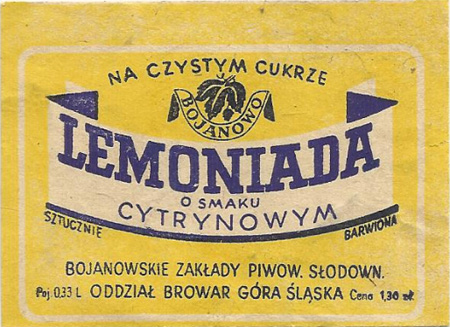 NA CZYSTYM CUKRZE
BOJANOWO
LEMONIADA
O SMAKU
CYTRYNOWYM
SZTUCZNIE BARWIONA
BOJANOWSKIE ZAKŁADY PIWOW. SŁODOWN.
Poj. 0,33 L ODDZIAŁ BROWAR GÓRA ŚLĄSKA Cena 1,30 zł.